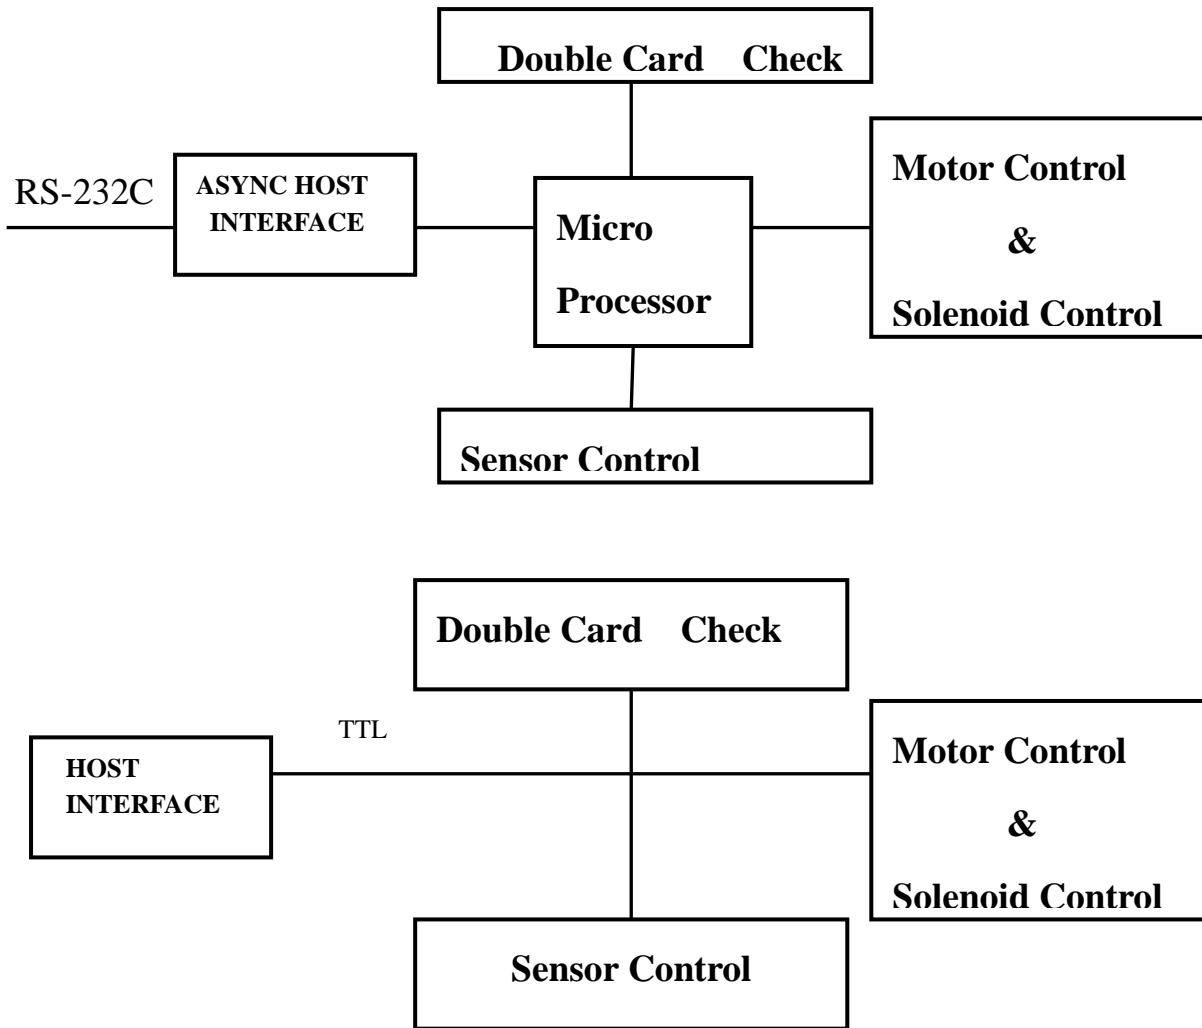 Double Card Check
RS-232C
ASYNC HOST
INTERFACE
Micro
Processor
Motor Control
&
Solenoid Control
Sensor Control
Double Card Check
TTL
HOST
INTERFACE
Motor Control
&
Solenoid Control
Sensor Control